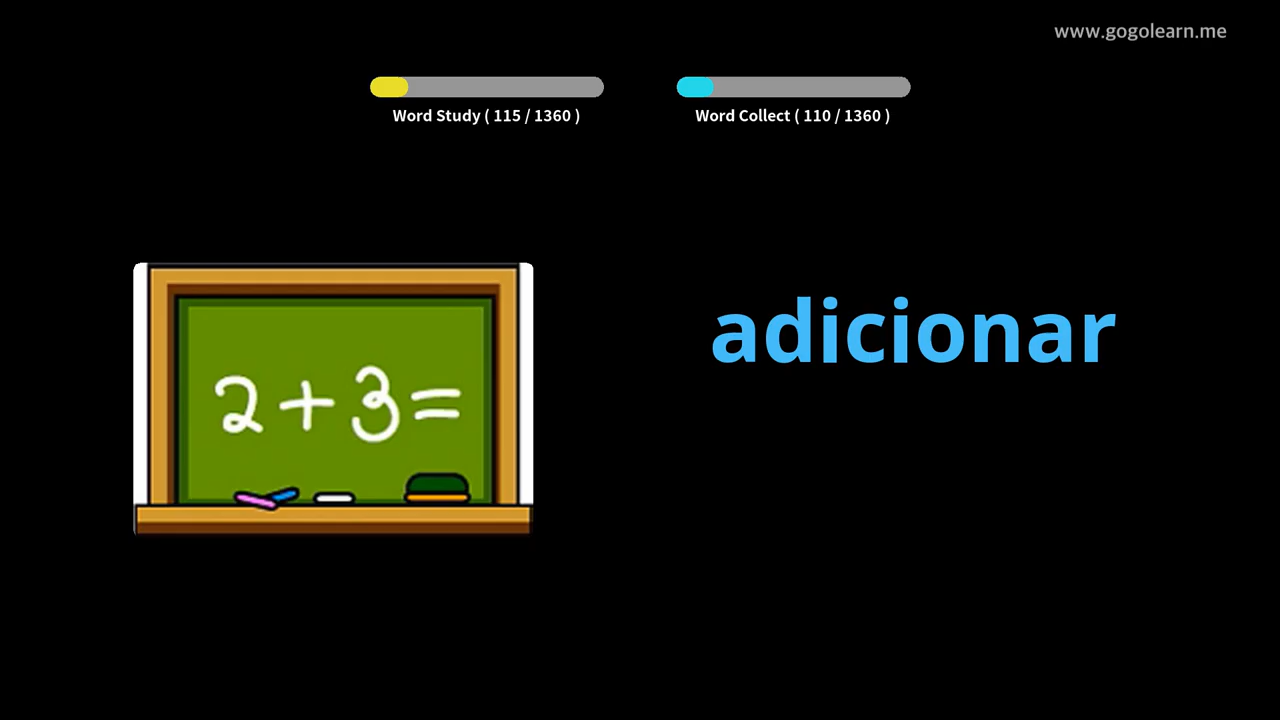 www.gogolearn.me
Word Study ( 115 / 1360 )
Word Collect ( 110 / 1360 )
adicionar
2 + 3 =